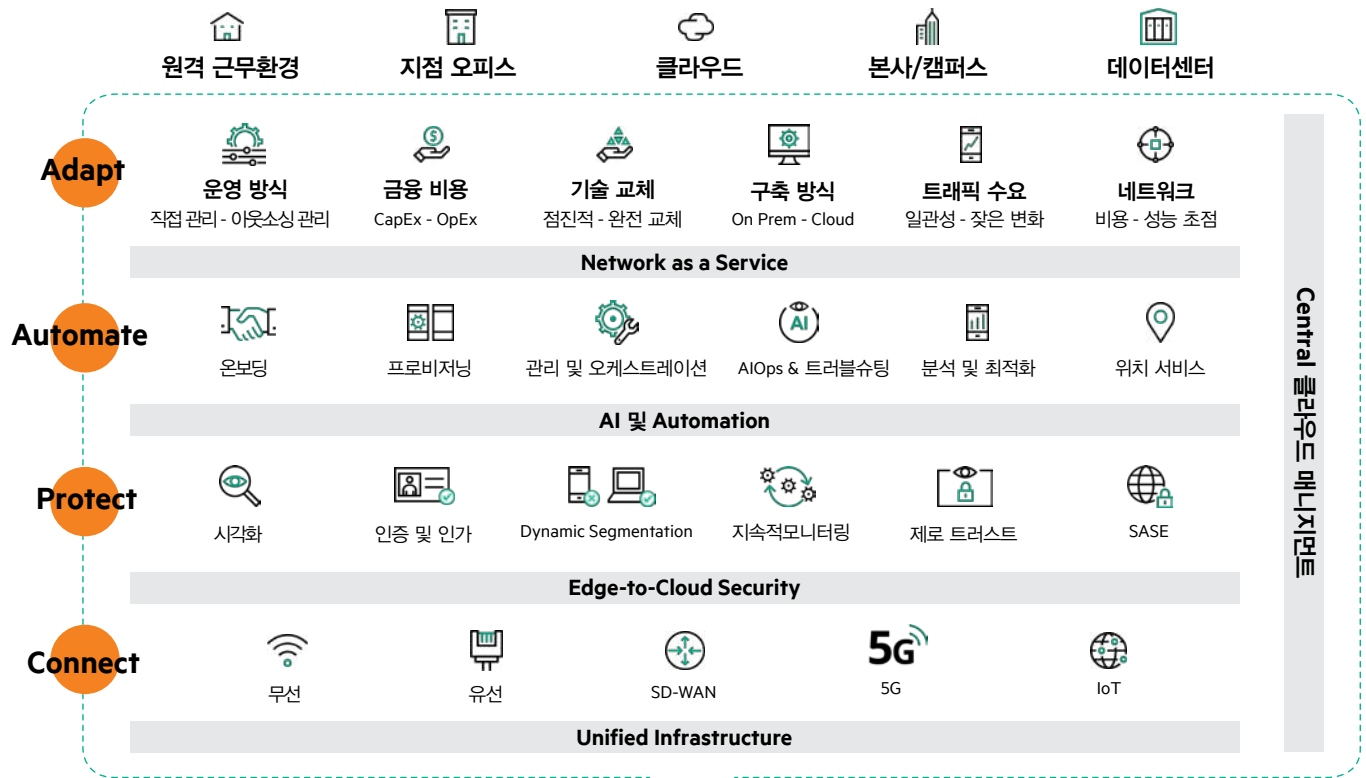 원격 근무환경
지점 오피스
클라우드
본사/캠퍼스
데이터센터
Adapt
운영 방식
직접 관리 - 아웃소싱 관리
금융 비용
CapEx - OpEx
기술 교체
점진적 - 완전 교체
구축 방식
On Prem - Cloud
트래픽 수요
일관성 - 잦은 변화
네트워크
비용 - 성능 초점
Network as a Service
Automate
온보딩
프로비저닝
관리 및 오케스트레이션
AI
AIOps & 트러블슈팅
분석 및 최적화
위치 서비스
AI 및 Automation
Protect
시각화
인증 및 인가
Dynamic Segmentation
지속적모니터링
제로 트러스트
SASE
Edge-to-Cloud Security
Connect
무선
유선
SD-WAN
5G
5G
IoT
Unified Infrastructure
Central 클라우드 매니지먼트